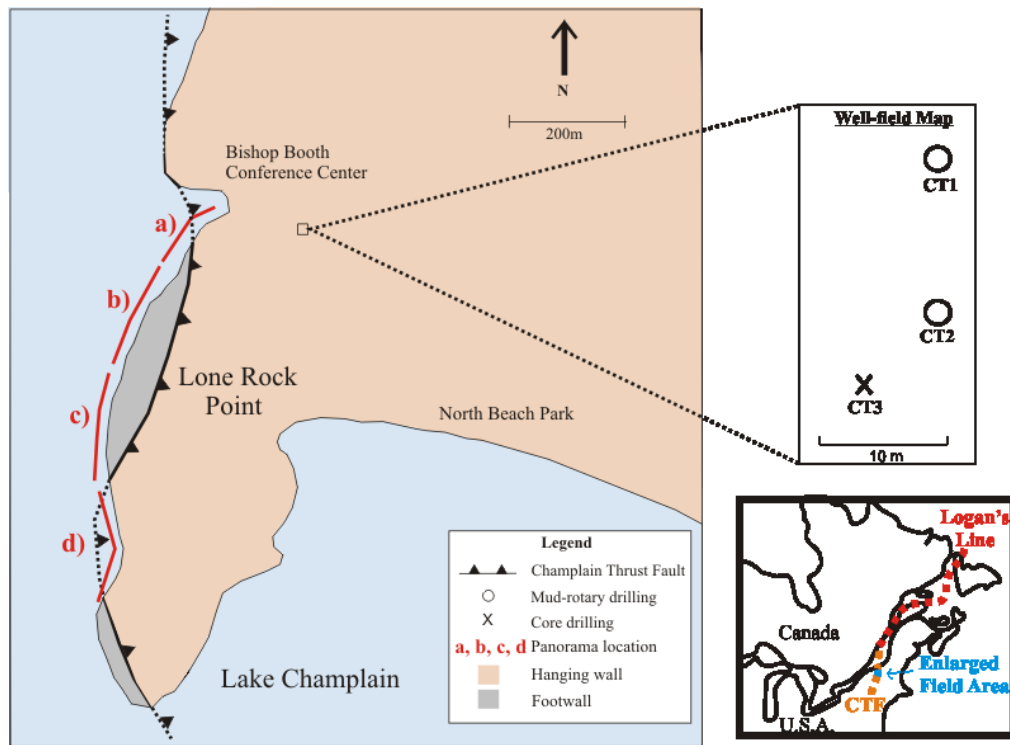 N
200m
Bishop Booth
Conference Center
a)
b)
c)
d)
Lone Rock
Point
North Beach Park
Lake Champlain
Legend
Champlain Thrust Fault
Mud-rotary drilling
Core drilling
a, b, c, d Panorama location
Hanging wall
Footwall
Well-field Map
CT1
CT2
CT3
10 m
Logan's
Line
Canada
Enlarged
Field Area
CTF
U.S.A.